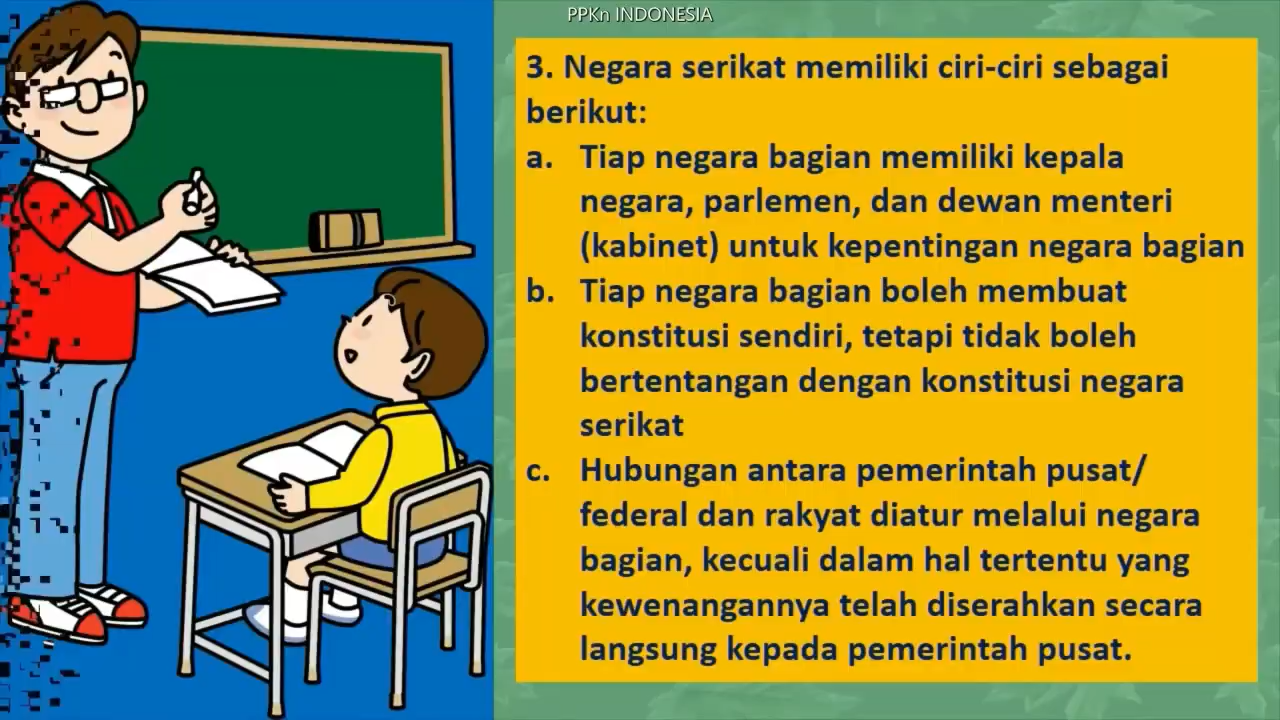 PPKn INDONESIA
3. Negara serikat memiliki ciri-ciri sebagai
berikut:
a. Tiap negara bagian memiliki kepala
negara, parlemen, dan dewan menteri
(kabinet) untuk kepentingan negara bagian
b. Tiap negara bagian boleh membuat
konstitusi sendiri, tetapi tidak boleh
bertentangan dengan konstitusi negara
serikat
c. Hubungan antara pemerintah pusat/
federal dan rakyat diatur melalui negara
bagian, kecuali dalam hal tertentu yang
kewenangannya telah diserahkan secara
langsung kepada pemerintah pusat.